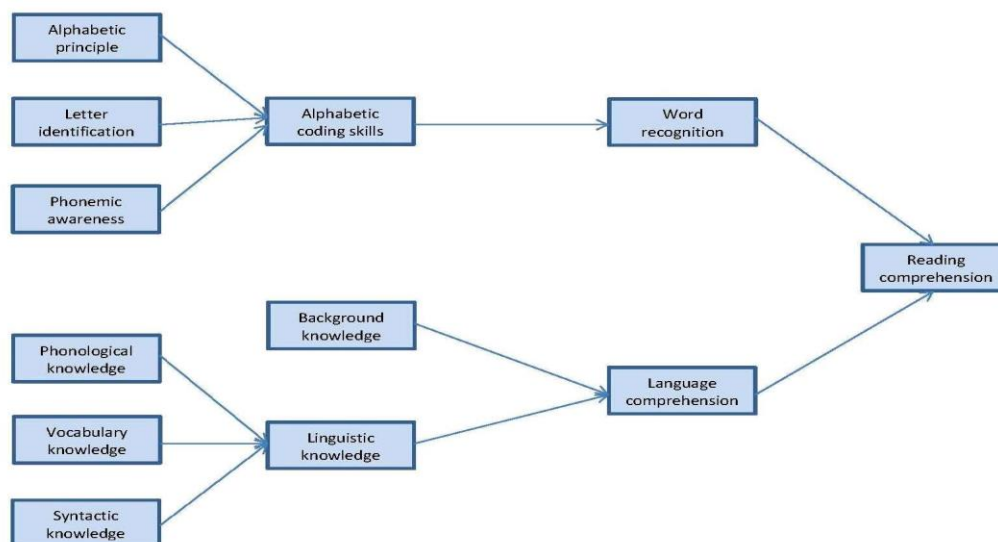 Alphabetic
principle
Letter
identification
Phonemic
awareness
Alphabetic
coding skills
Word
recognition
Reading
comprehension
Background
knowledge
Phonological
knowledge
Vocabulary
knowledge
Syntactic
knowledge
Linguistic
knowledge
Language
comprehension